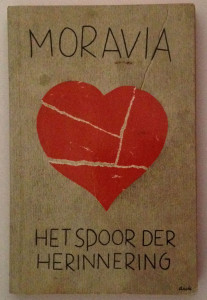 MORAVIA
HET SPOOR DER
HERINNERING